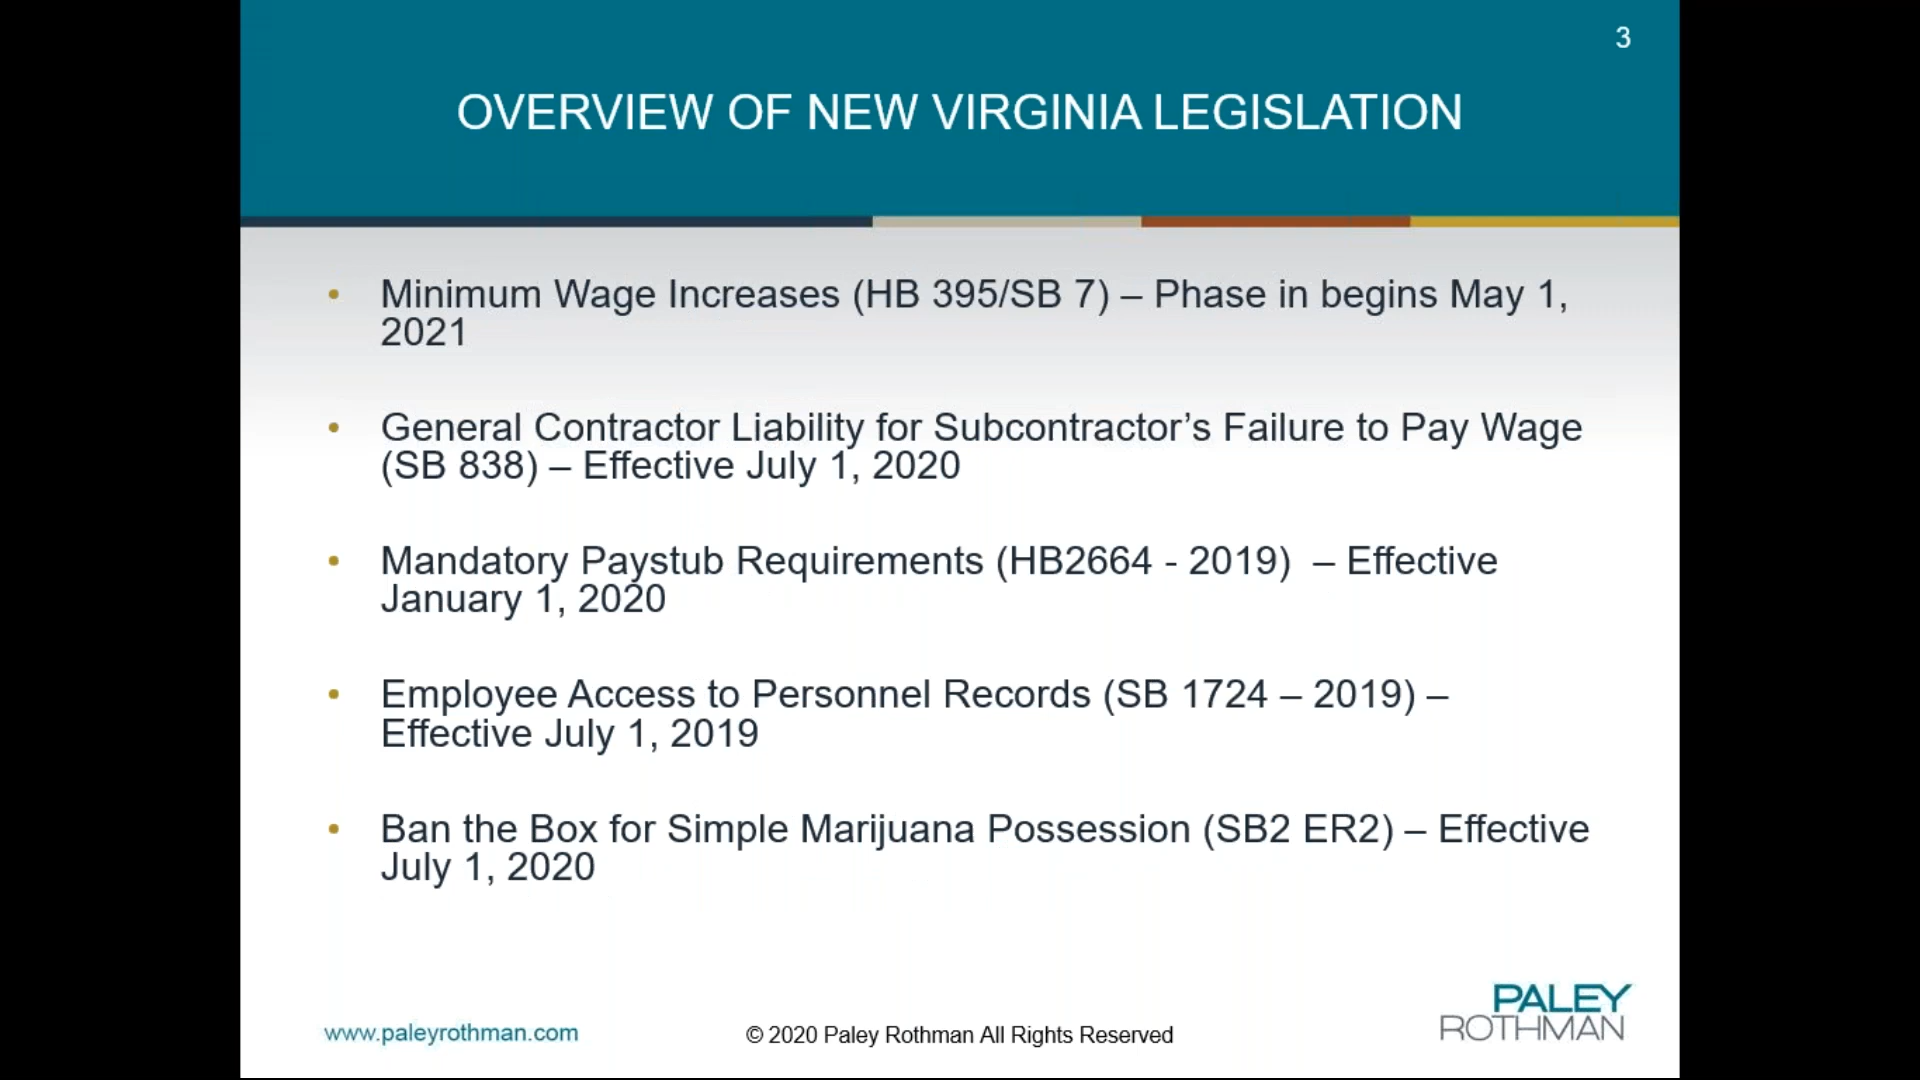 3
OVERVIEW OF NEW VIRGINIA LEGISLATION
• Minimum Wage Increases (HB 395/SB 7) – Phase in begins May 1,
2021
• General Contractor Liability for Subcontractor’s Failure to Pay Wage
(SB 838) – Effective July 1, 2020
• Mandatory Paystub Requirements (HB2664 - 2019)  – Effective
January 1, 2020
• Employee Access to Personnel Records (SB 1724 – 2019) –
Effective July 1, 2019
• Ban the Box for Simple Marijuana Possession (SB2 ER2) – Effective
July 1, 2020
www.paleyrothman.com
© 2020 Paley Rothman All Rights Reserved
PALEY
ROTHMAN